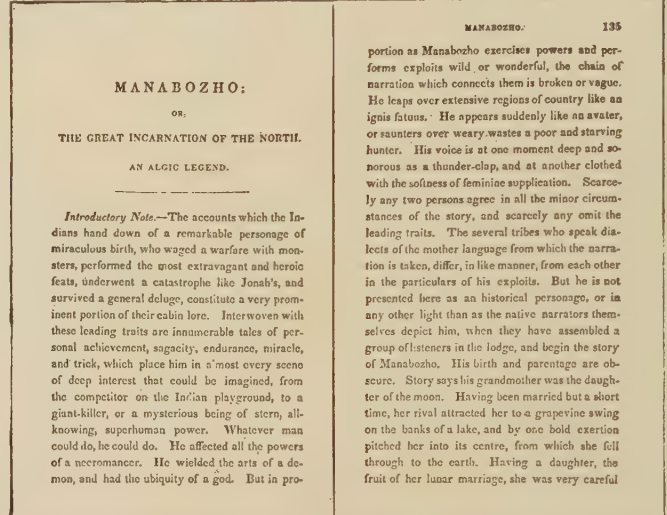 MANABOZHO:
OR,
THE GREAT INCARNATION OF THE NORTH.
AN ALGIC LEGEND.
Introductory Note.—The accounts which the In-
dians hand down of a remarkable personage of
miraculous birth, who waged a warfare with mon-
sters, performed the most extravagant and heroic
feats, underwent a catastrophe like Jonah's, and
survived a general deluge, constitute a very prom-
inent portion of their cabin lore. Interwoven with
these leading traits are innumerable tales of per-
sonal achievement, sagacity, endurance, miracle,
and trick, which place him in almost every scene
of deep interest that could be imagined, from
the competitor on the Indian playground, to a
giant-killer, or a mysterious being of stern, all-
knowing, superhuman power. Whatever man
could do, he could do. He affected all the powers
of a necromancer. He wielded the arts of a de-
mon, and had the ubiquity of a god. But in pro-
MANABOZHO. 135
portion as Manabozho exercises powers and per-
forms exploits wild or wonderful, the chain of
narration which connects them is broken or vague.
He leaps over extensive regions of country like an
ignis fatuus. He appears suddenly like an avater,
or saunters over weary wastes a poor and starving
hunter. His voice is at one moment deep and so-
norous as a thunder-clap, and at another clothed
with the softness of feminine supplication. Scarce-
ly any two persons agree in all the minor circum-
stances of the story, and scarcely any omit the
leading traits. The several tribes who speak dia-
lects of the mother language from which the narra-
tion is taken, differ, in like manner, from each other
in the particulars of his exploits. But he is not
presented here as an historical personage, or in
any other light than as the native narrators them-
selves depict him, when they have assembled a
group of listeners in the lodge, and begin the story
of Manabozho. His birth and parentage are ob-
scure. Story says his grandmother was the daugh-
ter of the moon. Having been married but a short
time, her rival attracted her to a grapevine swing
on the banks of a lake, and by one bold exertion
pitched her into its centre, from which she fell
through to the earth. Having a daughter, the
fruit of her lunar marriage, she was very careful